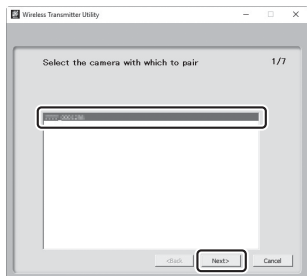 Wireless Transmitter Utility
Select the camera with which to pair
1/7
<Back
Next>
Cancel